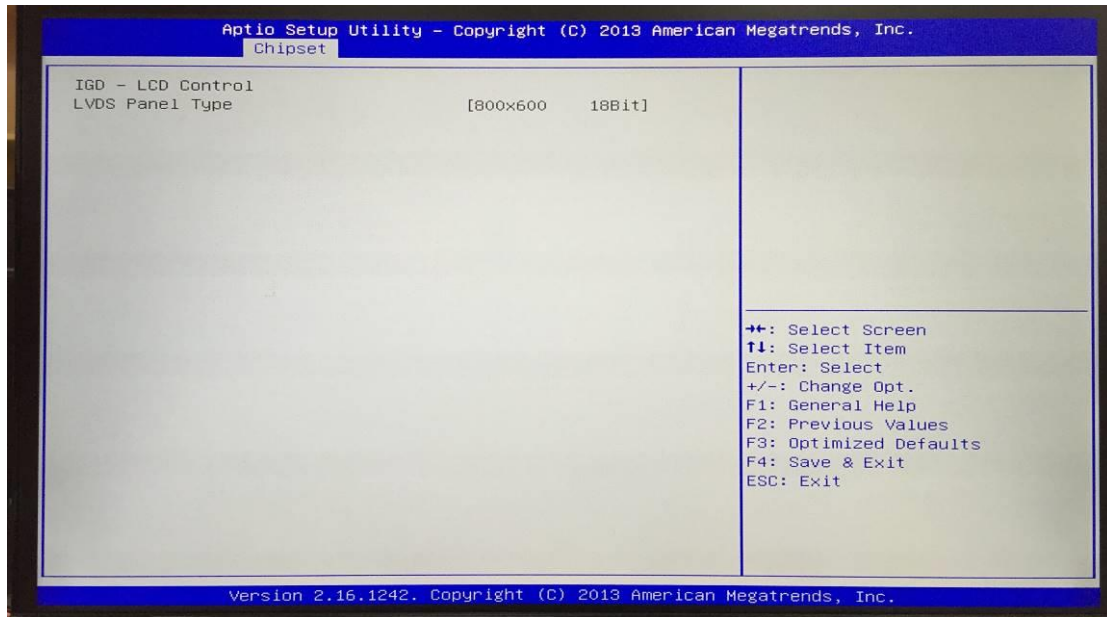 Aptio Setup Utility – Copyright (C) 2013 American Megatrends, Inc.
Chipset
IGD – LCD Control
LVDS Panel Type [800x600 18Bit]
→←: Select Screen
↑↓: Select Item
Enter: Select
+/-: Change Opt.
F1: General Help
F2: Previous Values
F3: Optimized Defaults
F4: Save & Exit
ESC: Exit
Version 2.16.1242. Copyright (C) 2013 American Megatrends, Inc.